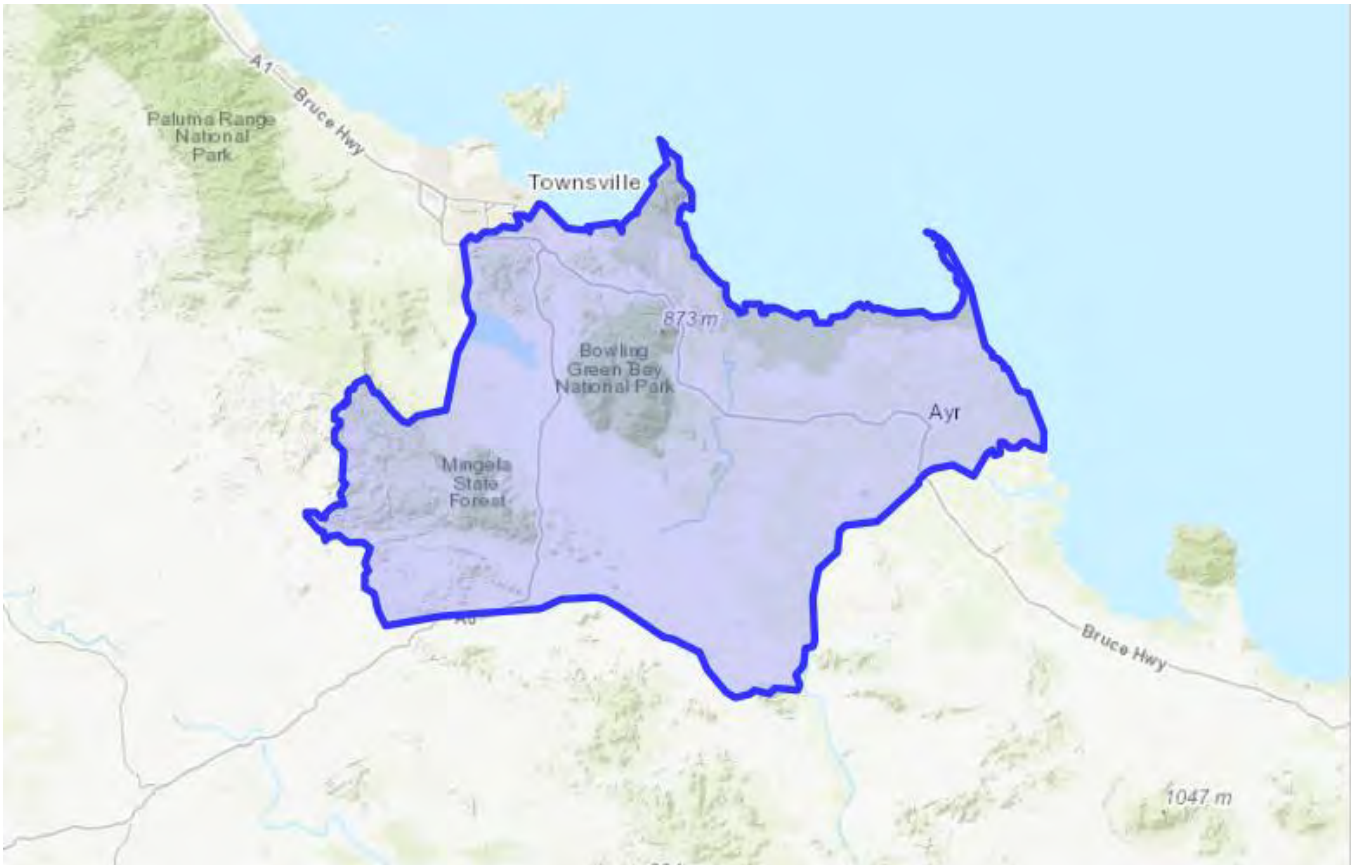 A1
Bruce Hwy
Paluma Range
National
Park
Townsville
873 m
Bowling
Green Bay
National Park
Ayr
Mingela
State
Forest
Bruce Hwy
1047 m